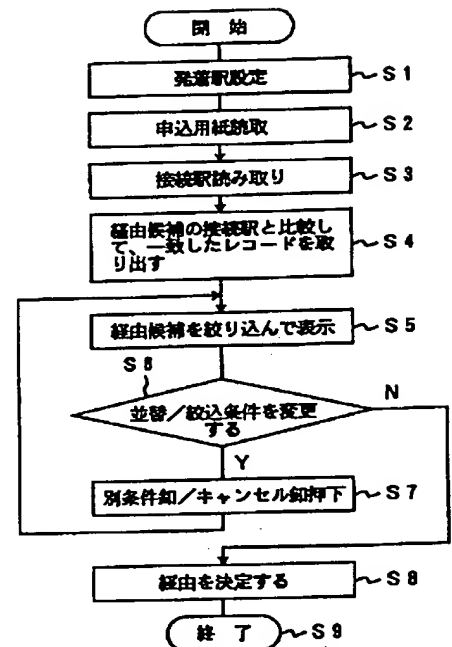 開 始
発着駅設定
S1
申込用紙読取
S2
接続駅読み取り
S3
経由候補の接続駅と比較し
て、一致したレコードを取
り出す
S4
経由候補を絞り込んで表示
S5
S6
並替/絞込条件を変更
する
N
Y
別条件釦/キャンセル釦押下
S7
経由を決定する
S8
終 了
S9